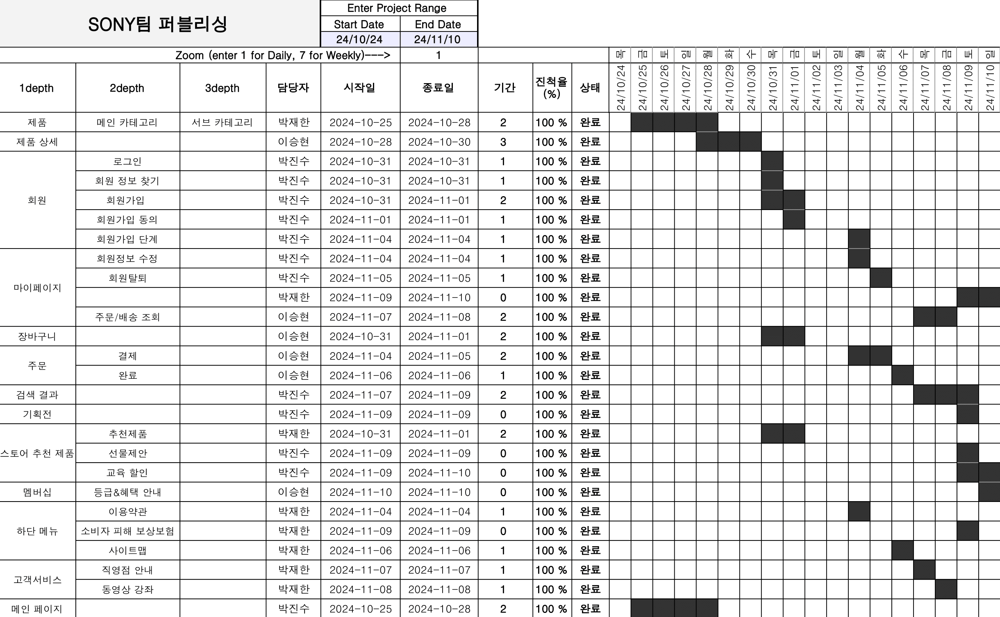 SONY팀 퍼블리싱
Enter Project Range
Start Date End Date
24/10/24 24/11/10
Zoom (enter 1 for Daily, 7 for Weekly)---> 1 목 금 토 일 월 화 수 목 금 토 일 월 화 수 목 금 토 일
1depth 2depth 3depth 담당자 시작일 종료일 기간 진척율 (%) 상태 24/10/24 24/10/25 24/10/26 24/10/27 24/10/28 24/10/29 24/10/30 24/10/31 24/11/01 24/11/02 24/11/03 24/11/04 24/11/05 24/11/06 24/11/07 24/11/08 24/11/09 24/11/10
제품 메인 카테고리 서브 카테고리 박재한 2024-10-25 2024-10-28 2 100 % 완료
제품 상세 이승현 2024-10-28 2024-10-30 3 100 % 완료
회원 로그인 박진수 2024-10-31 2024-10-31 1 100 % 완료
회원 정보 찾기 박진수 2024-10-31 2024-10-31 1 100 % 완료
회원가입 박진수 2024-10-31 2024-11-01 2 100 % 완료
회원가입 동의 박진수 2024-11-01 2024-11-01 1 100 % 완료
회원가입 단계 박진수 2024-11-04 2024-11-04 1 100 % 완료
마이페이지 회원정보 수정 박진수 2024-11-04 2024-11-04 1 100 % 완료
회원탈퇴 박진수 2024-11-05 2024-11-05 1 100 % 완료
박재한 2024-11-09 2024-11-10 0 100 % 완료
주문/배송 조회 이승현 2024-11-07 2024-11-08 2 100 % 완료
장바구니 이승현 2024-10-31 2024-11-01 2 100 % 완료
주문 결제 이승현 2024-11-04 2024-11-05 2 100 % 완료
완료 이승현 2024-11-06 2024-11-06 1 100 % 완료
검색 결과 박진수 2024-11-07 2024-11-09 2 100 % 완료
기획전 박진수 2024-11-09 2024-11-09 0 100 % 완료
스토어 추천 제품 추천제품 박재한 2024-10-31 2024-11-01 2 100 % 완료
선물제안 박진수 2024-11-09 2024-11-09 0 100 % 완료
교육 할인 박진수 2024-11-09 2024-11-10 0 100 % 완료
멤버십 등급&혜택 안내 이승현 2024-11-10 2024-11-10 0 100 % 완료
하단 메뉴 이용약관 박재한 2024-11-04 2024-11-04 1 100 % 완료
소비자 피해 보상보험 박재한 2024-11-09 2024-11-09 0 100 % 완료
사이트맵 박재한 2024-11-06 2024-11-06 1 100 % 완료
고객서비스 직영점 안내 박재한 2024-11-07 2024-11-07 1 100 % 완료
동영상 강좌 박재한 2024-11-08 2024-11-08 1 100 % 완료
메인 페이지 박진수 2024-10-25 2024-10-28 2 100 % 완료